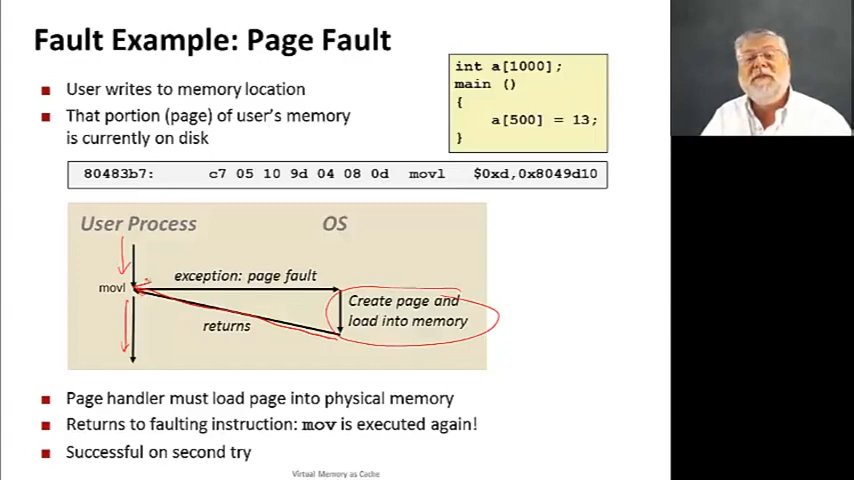 Fault Example: Page Fault
User writes to memory location
That portion (page) of user's memory
is currently on disk
int a[1000];
main ()
{
a[500] = 13;
}
80483b7: c7 05 10 9d 04 08 0d movl $0xd,0x8049d10
User Process OS
exception: page fault
movl
Create page and
load into memory
returns
Page handler must load page into physical memory
Returns to faulting instruction: mov is executed again!
Successful on second try
Virtual Memory as Cache